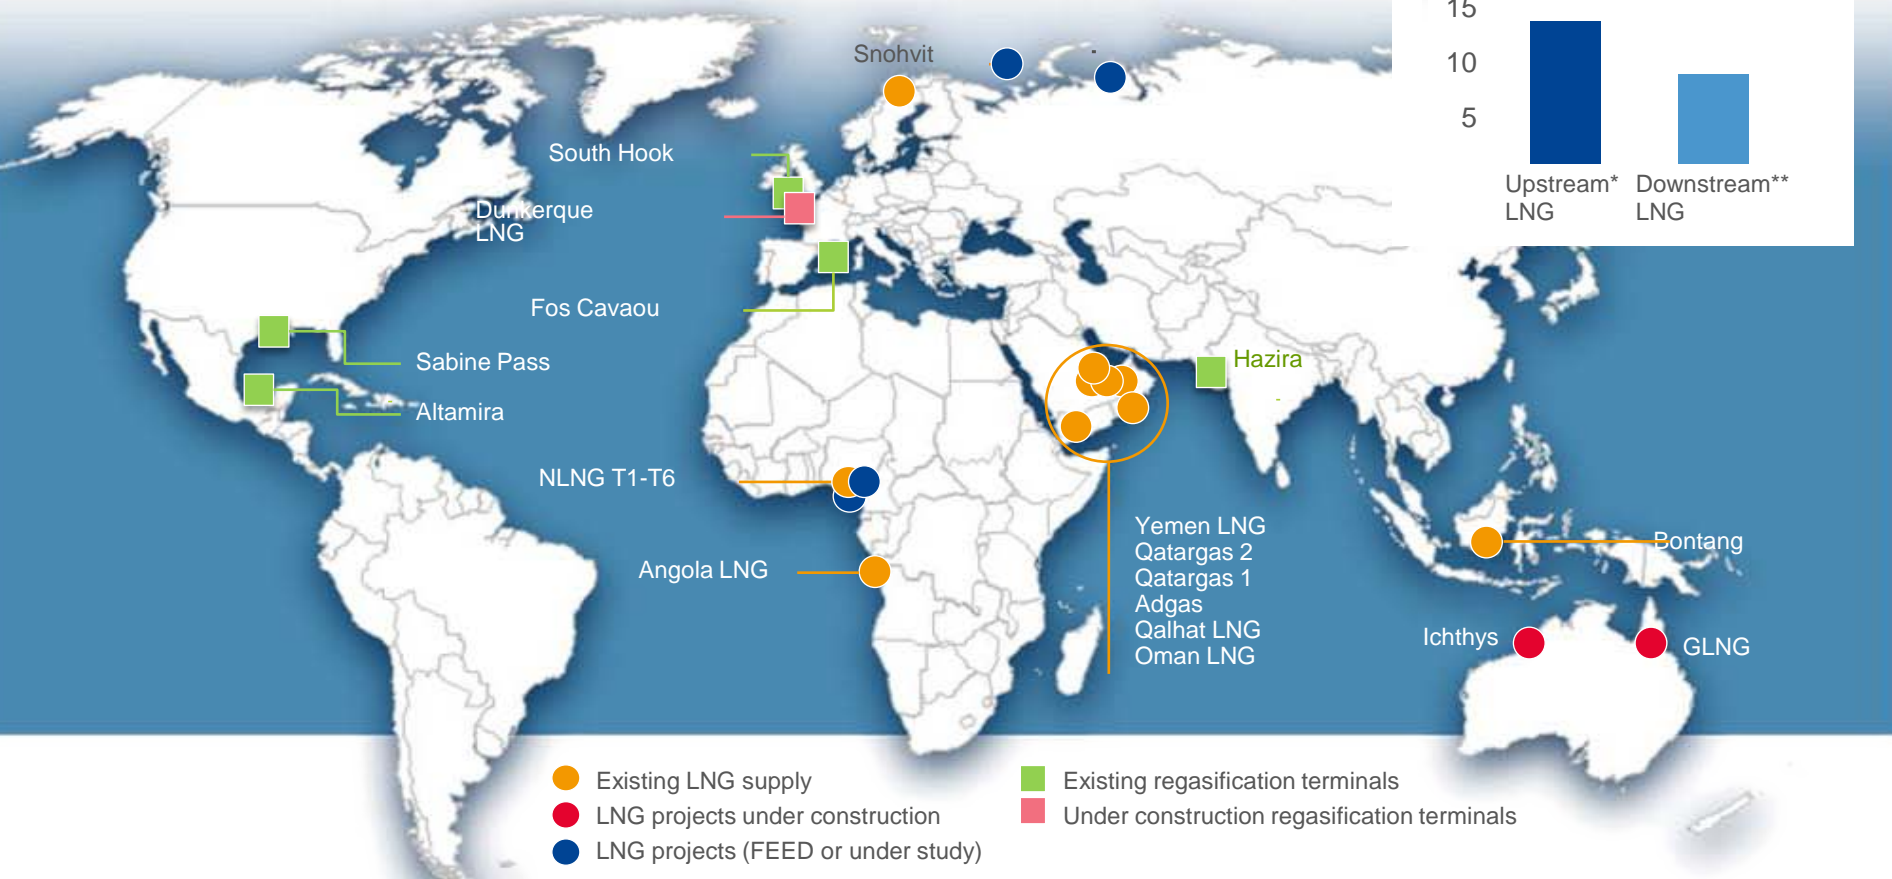 15
10
5
Upstream* Downstream**
LNG LNG
Snohvit
South Hook
Dunkerque
LNG
Fos Cavaou
Sabine Pass
Altamira
Hazira
NLNG T1-T6
Angola LNG
Yemen LNG
Qatargas 2
Qatargas 1
Adgas
Qalhat LNG
Oman LNG
Bontang
Ichthys
GLNG
Existing LNG supply
LNG projects under construction
LNG projects (FEED or under study)
Existing regasification terminals
Under construction regasification terminals